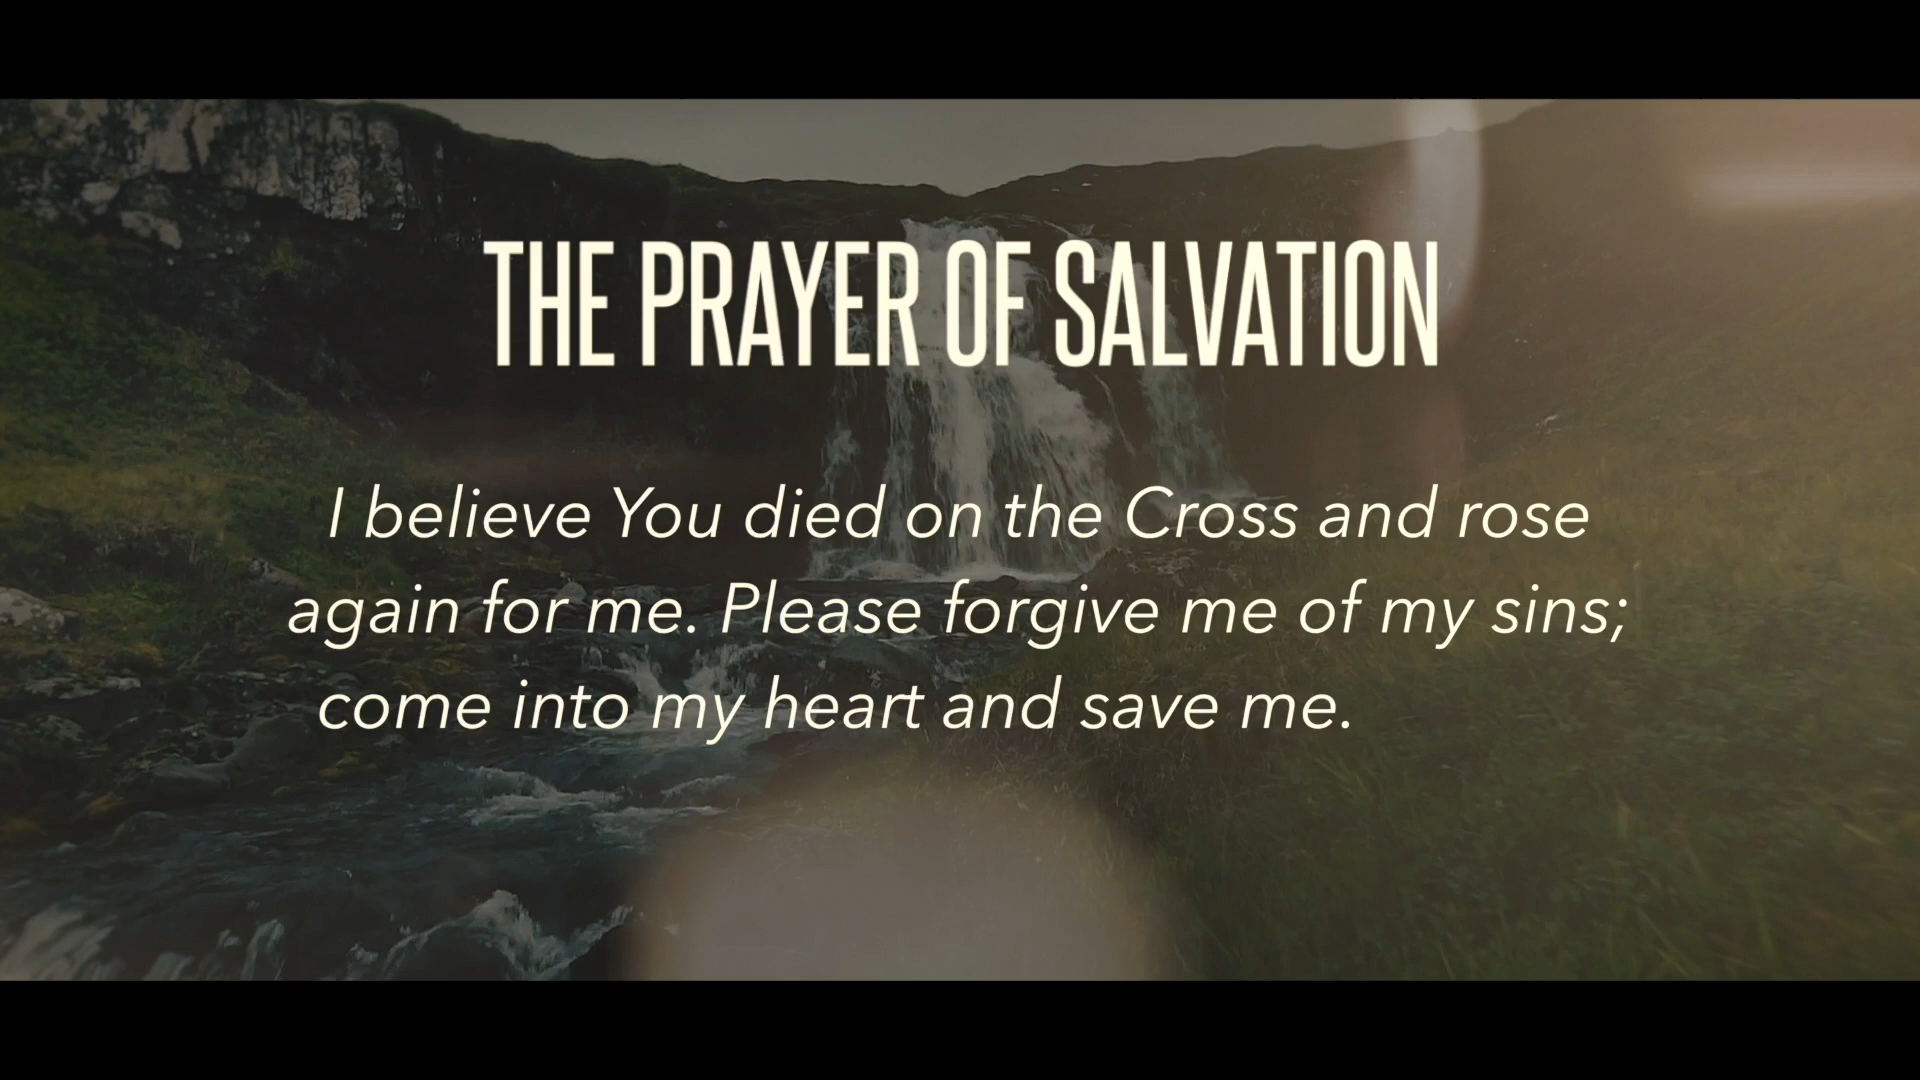 THE PRAYER OF SALVATION
I believe You died on the Cross and rose
again for me. Please forgive me of my sins;
come into my heart and save me.